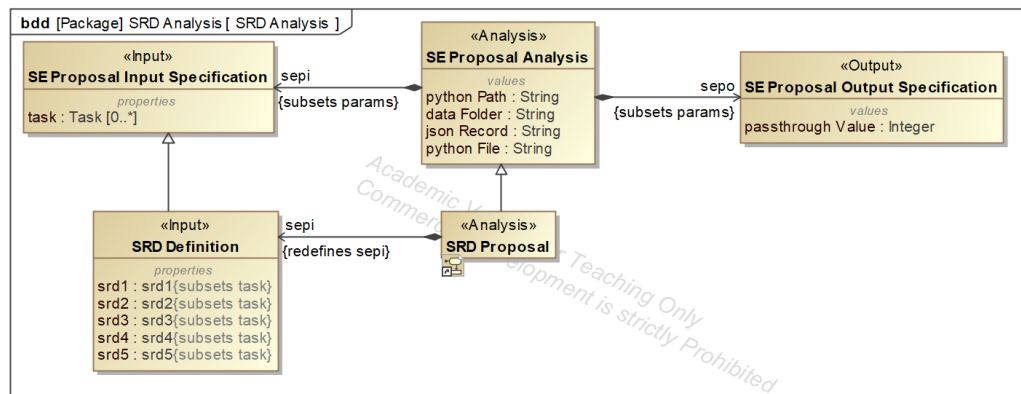 bdd [Package] SRD Analysis [ SRD Analysis ]
«Input»
SE Proposal Input Specification
properties
task : Task [0..*]
sepi
{subsets params}
«Analysis»
SE Proposal Analysis
values
python Path : String
data Folder : String
json Record : String
python File : String
sepo
{subsets params}
«Output»
SE Proposal Output Specification
values
passthrough Value : Integer
«Input»
SRD Definition
properties
srd1 : srd1{subsets task}
srd2 : srd2{subsets task}
srd3 : srd3{subsets task}
srd4 : srd4{subsets task}
srd5 : srd5{subsets task}
sepi
{redefines sepi}
«Analysis»
SRD Proposal
Academic Teaching Only
is strictly Prohibited